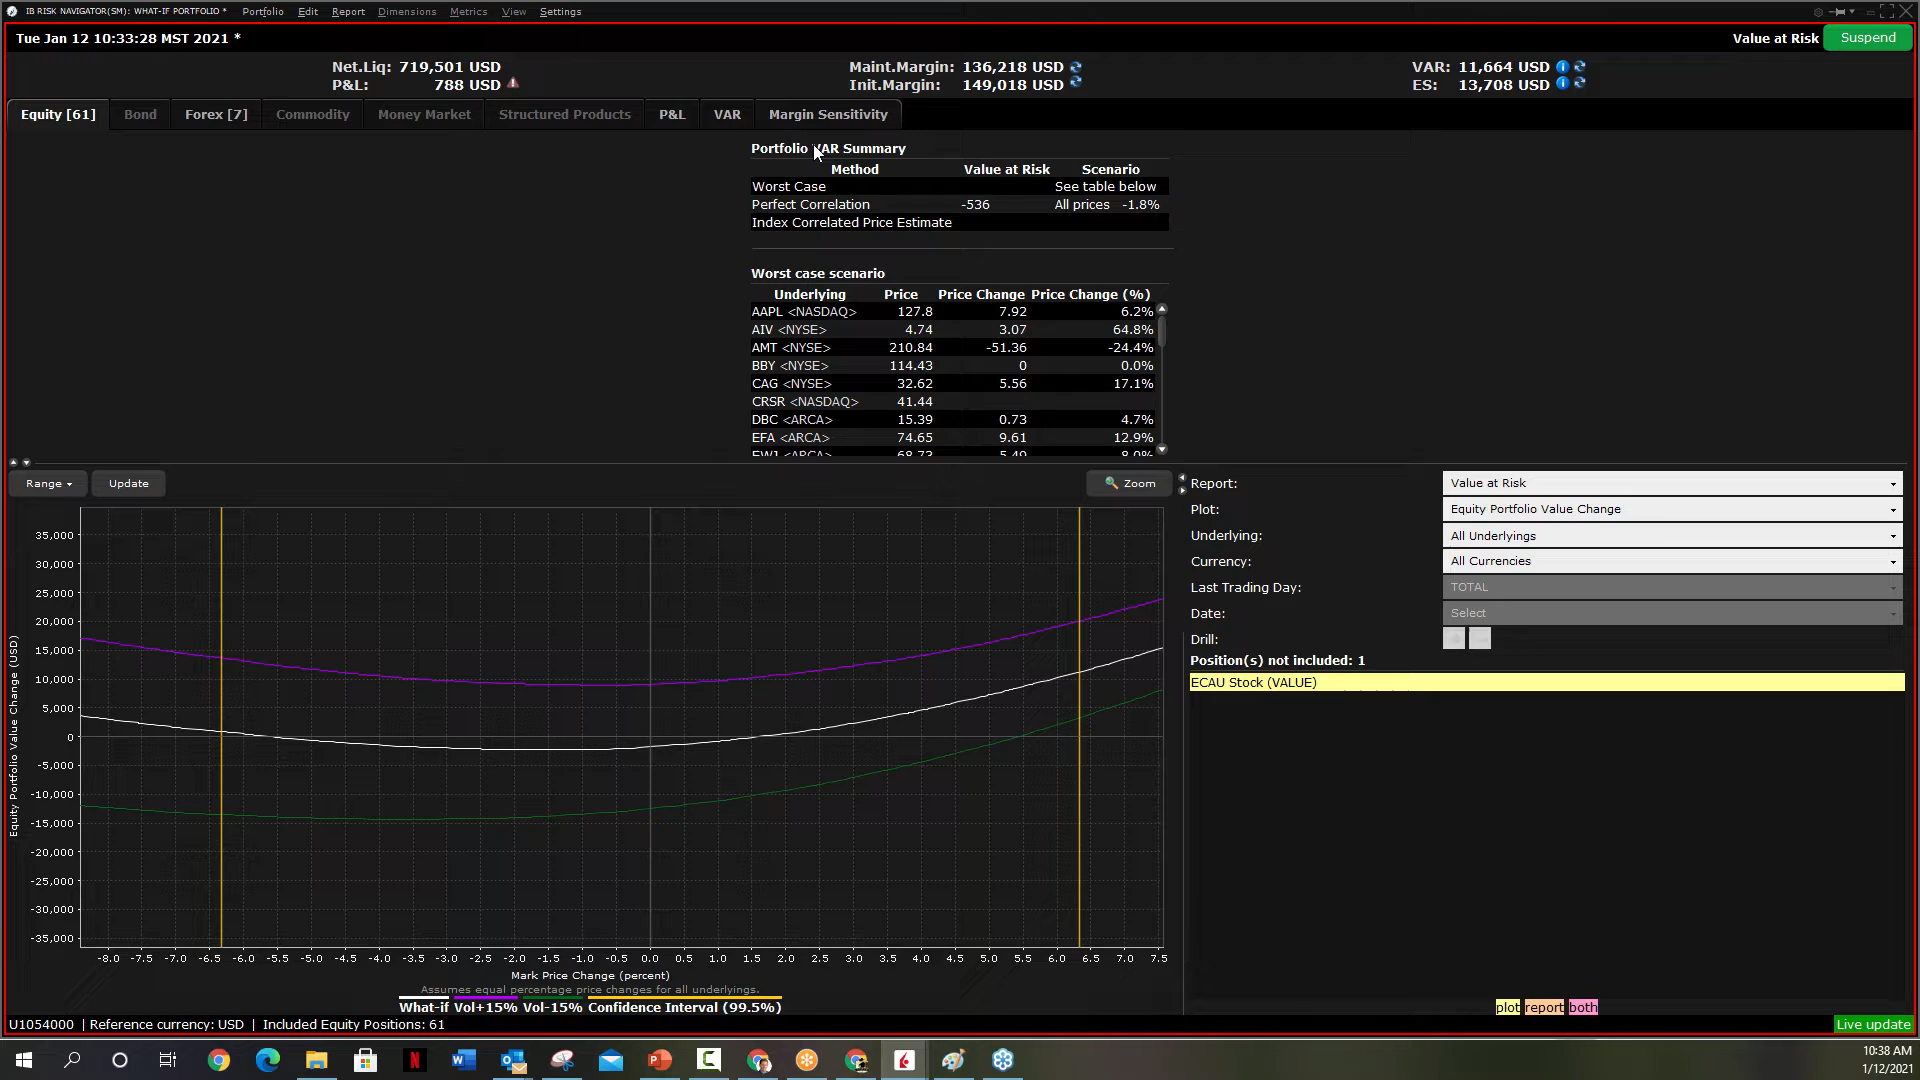 IB RISK NAVIGATOR(SM): WHAT-IF PORTFOLIO * Portfolio Edit Report Dimensions Metrics View Settings
Tue Jan 12 10:33:28 MST 2021 * Value at Risk Suspend
Net.Liq: 719,501 USD Maint.Margin: 136,218 USD VAR: 11,664 USD
P&L: 788 USD Init.Margin: 149,018 USD ES: 13,708 USD
Equity [61] Bond Forex [7] Commodity Money Market Structured Products P&L VAR Margin Sensitivity
Portfolio VAR Summary
Method Value at Risk Scenario
Worst Case See table below
Perfect Correlation -536 All prices -1.8%
Index Correlated Price Estimate
Worst case scenario
Underlying Price Price Change Price Change (%)
AAPL <NASDAQ> 127.8 7.92 6.2%
AIV <NYSE> 4.74 3.07 64.8%
AMT <NYSE> 210.84 -51.36 -24.4%
BBY <NYSE> 114.43 0 0.0%
CAG <NYSE> 32.62 5.56 17.1%
CRSR <NASDAQ> 41.44
DBC <ARCA> 15.39 0.73 4.7%
EFA <ARCA> 74.65 9.61 12.9%
EWJ <ARCA> 68.73 5.49 8.0%
Range Update Zoom
Report: Value at Risk
Plot: Equity Portfolio Value Change
Underlying: All Underlyings
Currency: All Currencies
Last Trading Day: TOTAL
Date: Select
Drill:
Position(s) not included: 1
ECAU Stock (VALUE)
Equity Portfolio Value Change (USD)
35,000
30,000
25,000
20,000
15,000
10,000
5,000
0
-5,000
-10,000
-15,000
-20,000
-25,000
-30,000
-35,000
-8.0 -7.5 -7.0 -6.5 -6.0 -5.5 -5.0 -4.5 -4.0 -3.5 -3.0 -2.5 -2.0 -1.5 -1.0 -0.5 0.0 0.5 1.0 1.5 2.0 2.5 3.0 3.5 4.0 4.5 5.0 5.5 6.0 6.5 7.0 7.5
Mark Price Change (percent)
Assumes equal percentage price changes for all underlyings.
What-if Vol+15% Vol-15% Confidence Interval (99.5%)
plot report both
U1054000 | Reference currency: USD | Included Equity Positions: 61 Live update
10:38 AM
1/12/2021